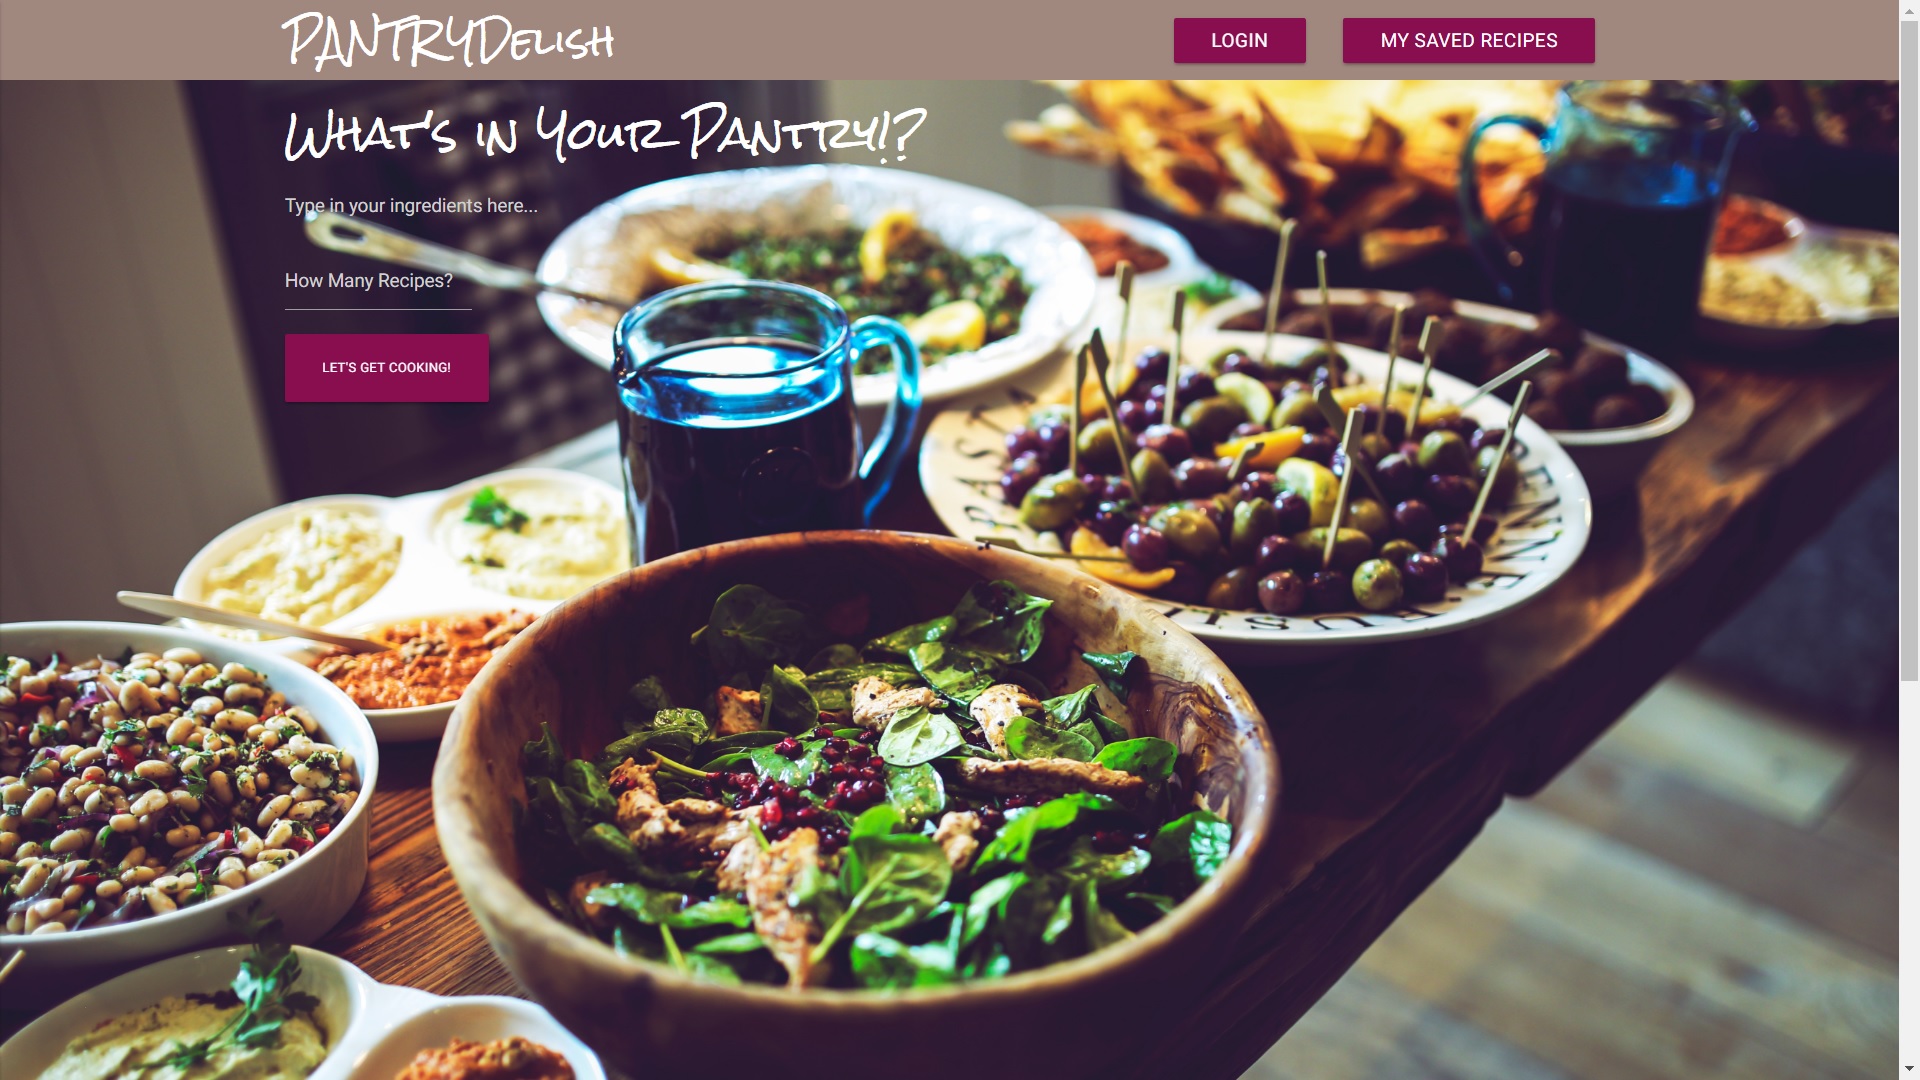 PANTRYDELISH
LOGIN
MY SAVED RECIPES
WHAT'S IN YOUR PANTRY!?
Type in your ingredients here...
How Many Recipes?
LET'S GET COOKING!